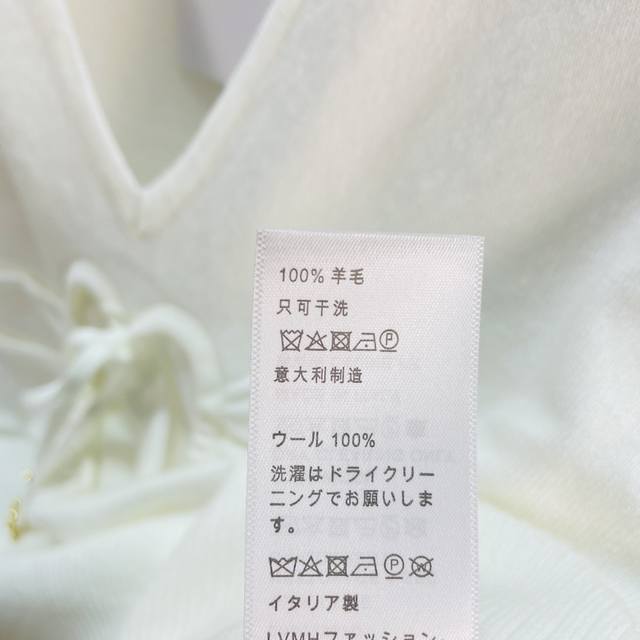 100% 羊毛
只可干洗
意大利制造
ウール 100%
洗濯はドライクリー
ニングでお願いしま
す。
イタリア製
LVMHファッション